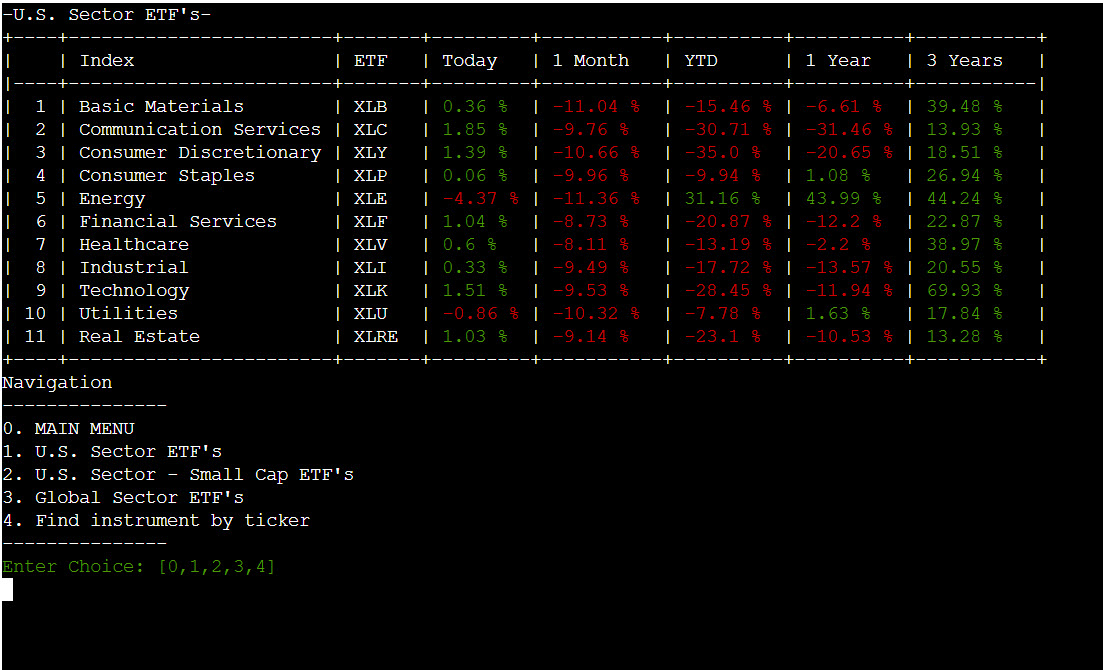 -U.S. Sector ETF's-
+----+------------------------+-------+---------+-----------+----------+----------+-----------+
|    | Index                  | ETF   | Today   | 1 Month   | YTD      | 1 Year   | 3 Years   |
|----+------------------------+-------+---------+-----------+----------+----------+-----------|
|  1 | Basic Materials        | XLB   | 0.36 %  | -11.04 %  | -15.46 % | -6.61 %  | 39.48 %   |
|  2 | Communication Services | XLC   | 1.85 %  | -9.76 %   | -30.71 % | -31.46 % | 13.93 %   |
|  3 | Consumer Discretionary | XLY   | 1.39 %  | -10.66 %  | -35.0 %  | -20.65 % | 18.51 %   |
|  4 | Consumer Staples       | XLP   | 0.06 %  | -9.96 %   | -9.94 %  | 1.08 %   | 26.94 %   |
|  5 | Energy                 | XLE   | -4.37 % | -11.36 %  | 31.16 %  | 43.99 %  | 44.24 %   |
|  6 | Financial Services     | XLF   | 1.04 %  | -8.73 %   | -20.87 % | -12.2 %  | 22.87 %   |
|  7 | Healthcare             | XLV   | 0.6 %   | -8.11 %   | -13.19 % | -2.2 %   | 38.97 %   |
|  8 | Industrial             | XLI   | 0.33 %  | -9.49 %   | -17.72 % | -13.57 % | 20.55 %   |
|  9 | Technology             | XLK   | 1.51 %  | -9.53 %   | -28.45 % | -11.94 % | 69.93 %   |
| 10 | Utilities              | XLU   | -0.86 % | -10.32 %  | -7.78 %  | 1.63 %   | 17.84 %   |
| 11 | Real Estate            | XLRE  | 1.03 %  | -9.14 %   | -23.1 %  | -10.53 % | 13.28 %   |
+----+------------------------+-------+---------+-----------+----------+----------+-----------+
Navigation
---------------
0. MAIN MENU
1. U.S. Sector ETF's
2. U.S. Sector - Small Cap ETF's
3. Global Sector ETF's
4. Find instrument by ticker
---------------
Enter Choice: [0,1,2,3,4]